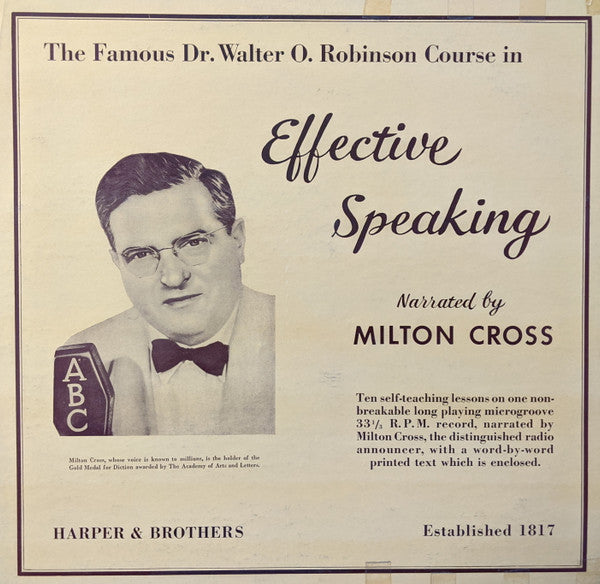 The Famous Dr. Walter O. Robinson Course in
Effective
Speaking
Narrated by
MILTON CROSS
ABC
Ten self-teaching lessons on one non-
breakable long playing microgroove
33⅓ R.P.M. record, narrated by
Milton Cross, the distinguished radio
announcer, with a word-by-word
printed text which is enclosed.
Milton Cross, whose voice is known to millions, is the holder of the
Gold Medal for Diction awarded by The Academy of Arts and Letters.
HARPER & BROTHERS
Established 1817